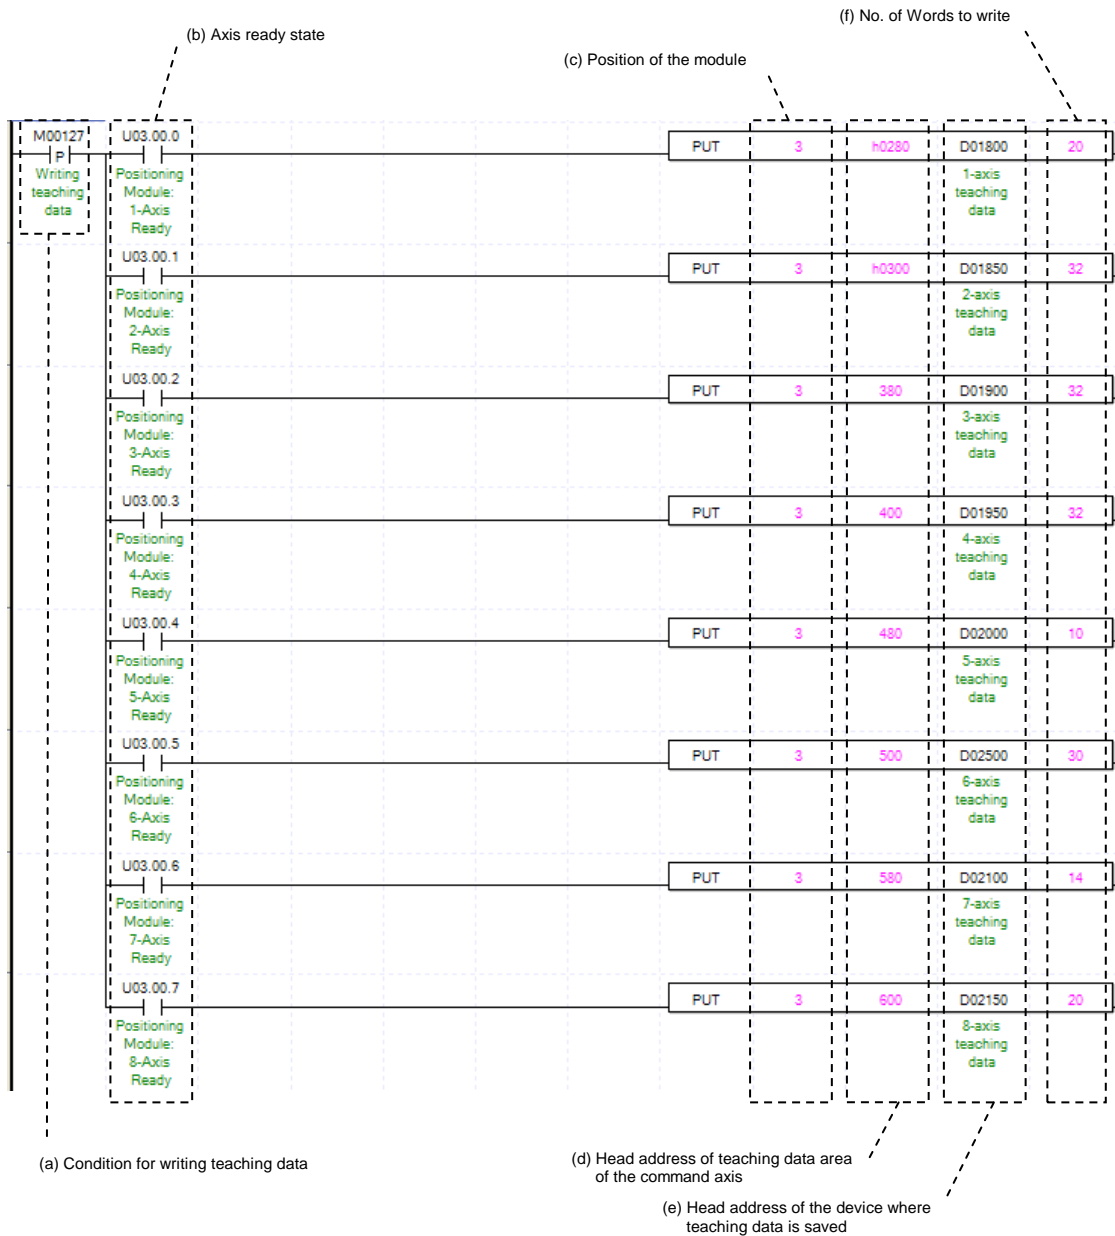 (f) No. of Words to write
(b) Axis ready state
(c) Position of the module
M00127
P
Writing
teaching
data
U03.00.0
Positioning
Module:
1-Axis
Ready
PUT 3 h0280 D01800 20
1-axis
teaching
data
U03.00.1
Positioning
Module:
2-Axis
Ready
PUT 3 h0300 D01850 32
2-axis
teaching
data
U03.00.2
Positioning
Module:
3-Axis
Ready
PUT 3 380 D01900 32
3-axis
teaching
data
U03.00.3
Positioning
Module:
4-Axis
Ready
PUT 3 400 D01950 32
4-axis
teaching
data
U03.00.4
Positioning
Module:
5-Axis
Ready
PUT 3 480 D02000 10
5-axis
teaching
data
U03.00.5
Positioning
Module:
6-Axis
Ready
PUT 3 500 D02500 30
6-axis
teaching
data
U03.00.6
Positioning
Module:
7-Axis
Ready
PUT 3 580 D02100 14
7-axis
teaching
data
U03.00.7
Positioning
Module:
8-Axis
Ready
PUT 3 600 D02150 20
8-axis
teaching
data
(a) Condition for writing teaching data
(d) Head address of teaching data area
of the command axis
(e) Head address of the device where
teaching data is saved